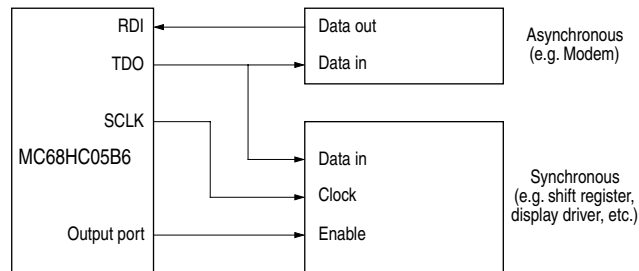 RDI
TDO
SCLK
MC68HC05B6
Output port
Data out
Data in
Data in
Clock
Enable
Asynchronous
(e.g. Modem)
Synchronous
(e.g. shift register,
display driver, etc.)